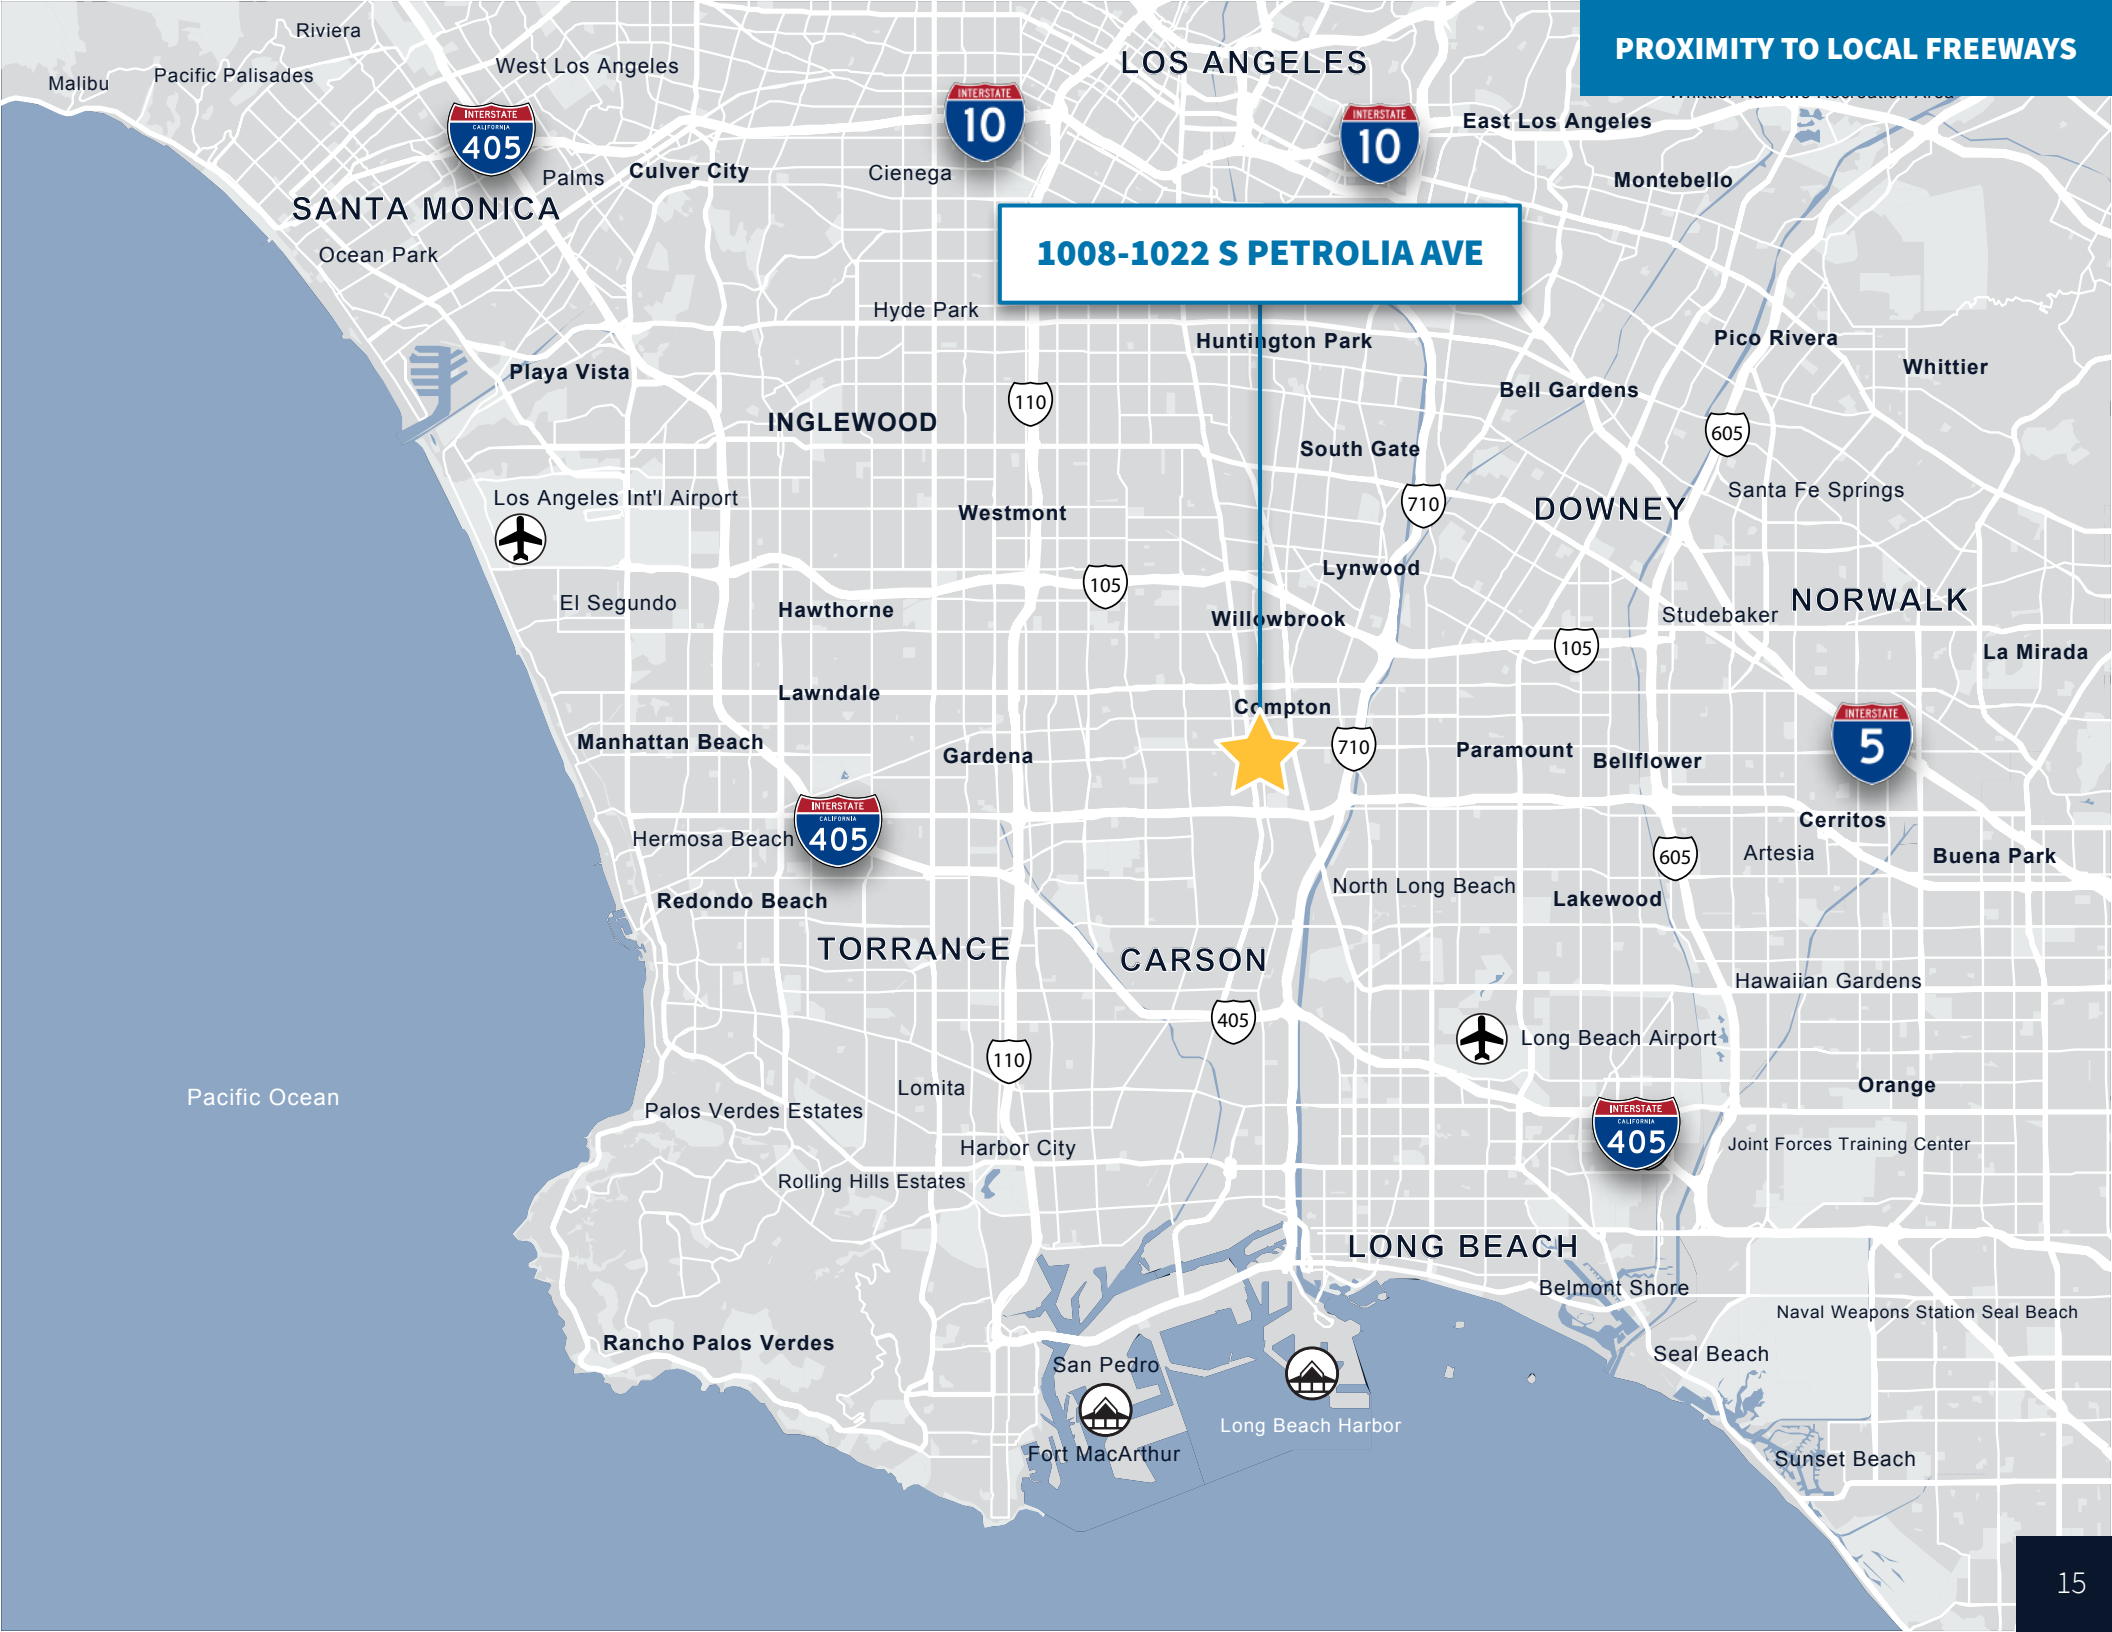 PROXIMITY TO LOCAL FREEWAYS
Riviera
Malibu
Pacific Palisades
West Los Angeles
LOS ANGELES
Whittier Narrows Recreation Area
INTERSTATE
CALIFORNIA
405
INTERSTATE
10
INTERSTATE
10
East Los Angeles
Palms
Culver City
Cienega
Montebello
SANTA MONICA
Ocean Park
1008-1022 S PETROLIA AVE
Hyde Park
Huntington Park
Pico Rivera
Whittier
Playa Vista
Bell Gardens
110
INGLEWOOD
605
South Gate
Los Angeles Int'l Airport
Santa Fe Springs
710
DOWNEY
Westmont
Lynwood
105
El Segundo
Hawthorne
Willowbrook
Studebaker
NORWALK
105
La Mirada
Lawndale
Compton
Manhattan Beach
Gardena
710
Paramount
Bellflower
INTERSTATE
5
INTERSTATE
CALIFORNIA
405
Hermosa Beach
Cerritos
605
Artesia
Buena Park
North Long Beach
Lakewood
Redondo Beach
TORRANCE
CARSON
Hawaiian Gardens
405
Long Beach Airport
110
Lomita
Orange
Pacific Ocean
Palos Verdes Estates
INTERSTATE
CALIFORNIA
405
Harbor City
Joint Forces Training Center
Rolling Hills Estates
LONG BEACH
Belmont Shore
Naval Weapons Station Seal Beach
Rancho Palos Verdes
San Pedro
Seal Beach
Long Beach Harbor
Fort MacArthur
Sunset Beach
15